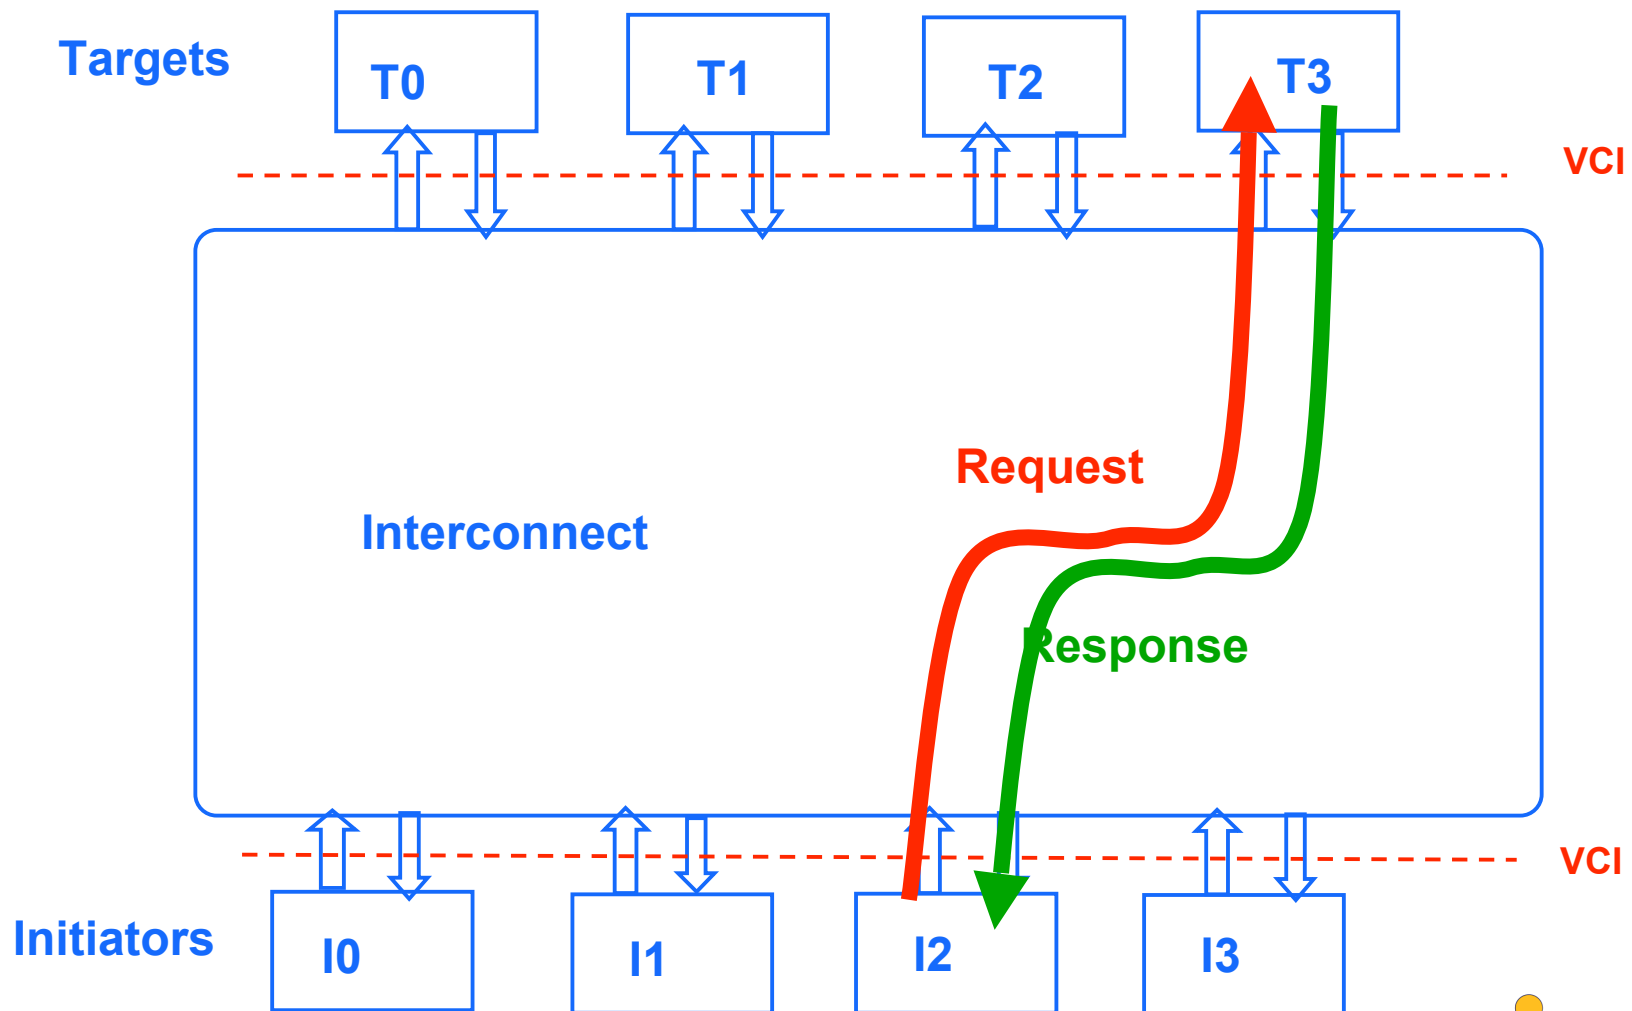 Targets
T0
T1
T2
T3
VCI
Request
Interconnect
Response
VCI
Initiators
I0
I1
I2
I3